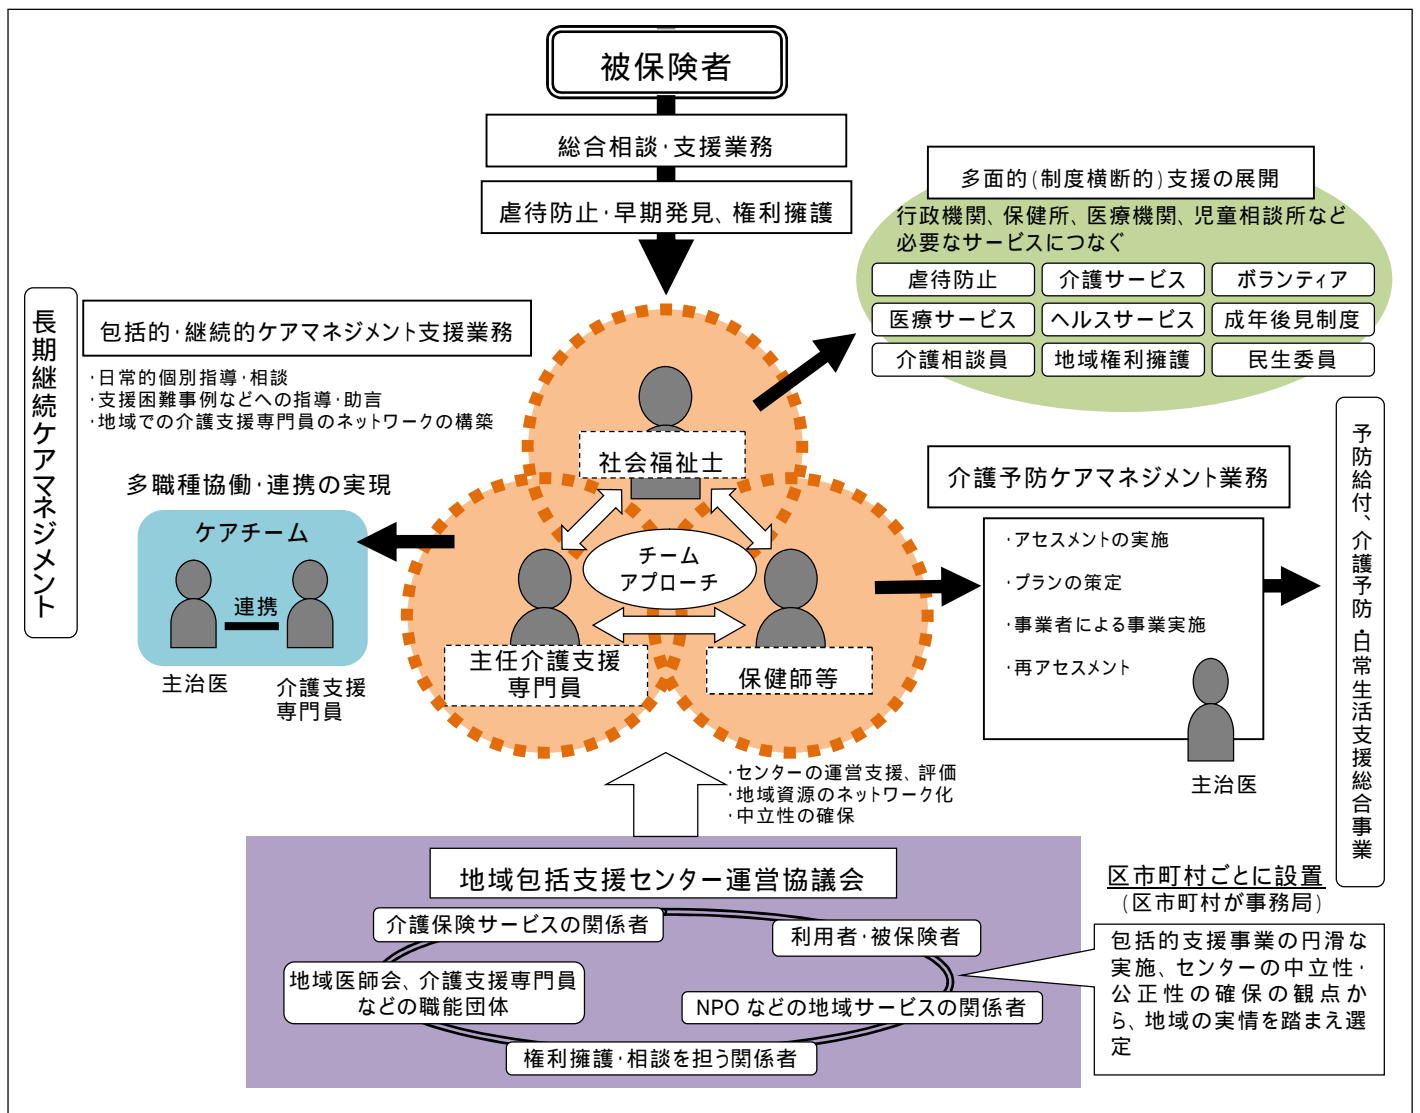 被保険者
総合相談・支援業務
虐待防止・早期発見、権利擁護
多面的(制度横断的)支援の展開
行政機関、保健所、医療機関、児童相談所など
必要なサービスにつなぐ
虐待防止
介護サービス
ボランティア
医療サービス
ヘルスサービス
成年後見制度
介護相談員
地域権利擁護
民生委員
長期継続ケアマネジメント
包括的・継続的ケアマネジメント支援業務
・日常的個別指導・相談
・支援困難事例などへの指導・助言
・地域での介護支援専門員のネットワークの構築
多職種協働・連携の実現
ケアチーム
連携
主治医
介護支援
専門員
社会福祉士
チーム
アプローチ
主任介護支援
専門員
保健師等
介護予防ケアマネジメント業務
・アセスメントの実施
・プランの策定
・事業者による事業実施
・再アセスメント
主治医
予防給付、介護予防・日常生活支援総合事業
・センターの運営支援、評価
・地域資源のネットワーク化
・中立性の確保
地域包括支援センター運営協議会
介護保険サービスの関係者
利用者・被保険者
地域医師会、介護支援専門員
などの職能団体
NPO などの地域サービスの関係者
権利擁護・相談を担う関係者
区市町村ごとに設置
(区市町村が事務局)
包括的支援事業の円滑な
実施、センターの中立性・
公正性の確保の観点か
ら、地域の実情を踏まえ選
定